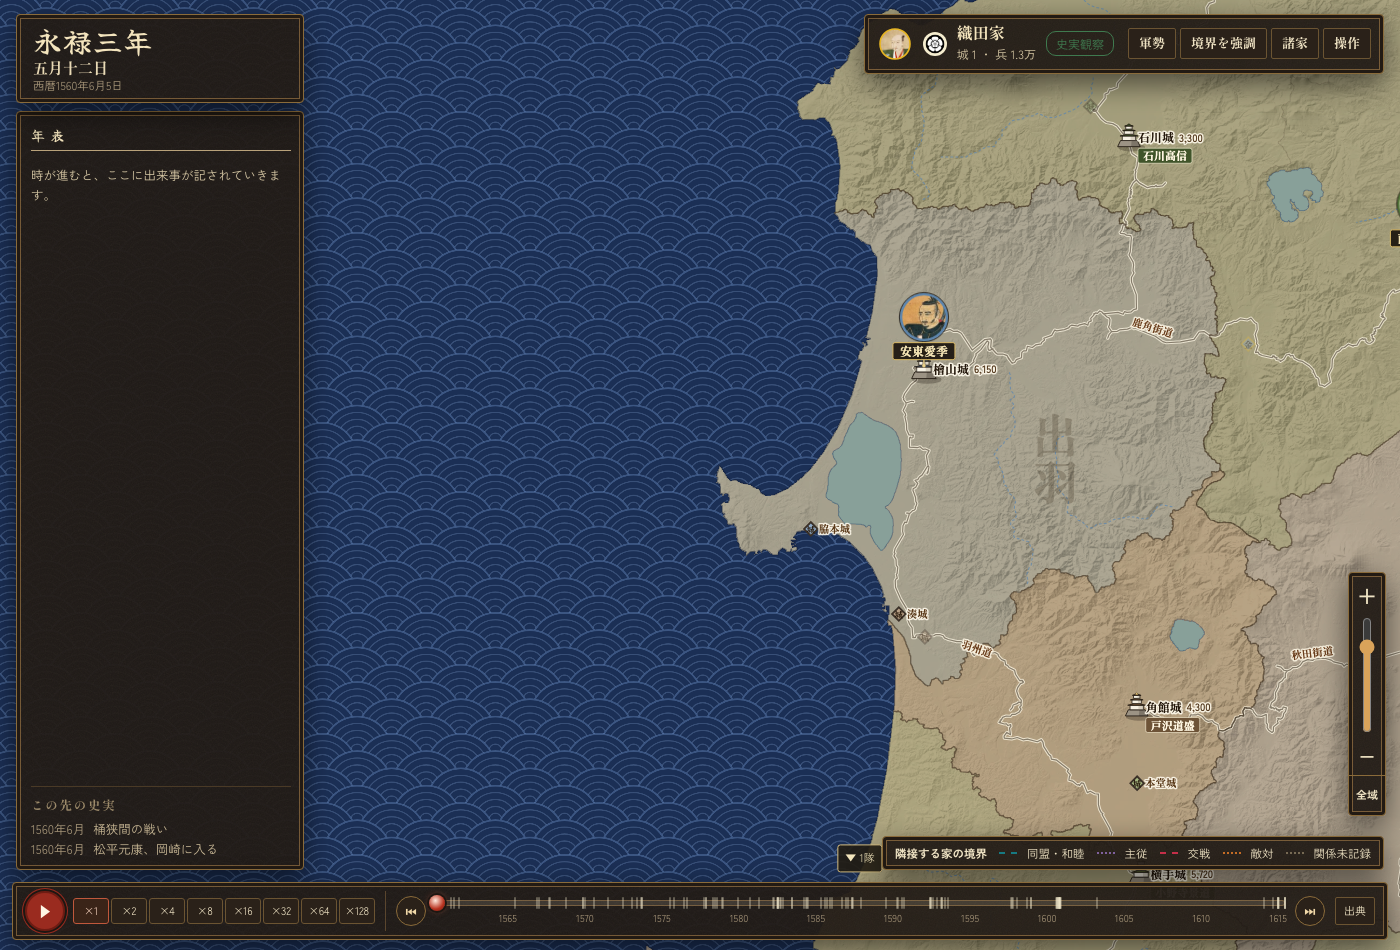 永禄三年
五月十二日
西暦1560年6月5日
年表
時が進むと、ここに出来事が記されていきま
す。
この先の史実
1560年6月 桶狭間の戦い
1560年6月 松平元康、岡崎に入る
織田家
城 1 ・ 兵 1.3万
史実観察
軍勢
境界を強調
諸家
操作
石川城 3,300
石川高信
鹿角街道
安東愛季
檜山城 6,150
出羽
脇本城
湊城
羽州道
秋田街道
角館城 4,300
戸沢道盛
本堂城
横手城 5,720
+
−
全域
▼ 1隊
隣接する家の境界 同盟・和睦 主従 交戦 敵対 関係未記録
×1 ×2 ×4 ×8 ×16 ×32 ×64 ×128
1565 1570 1575 1580 1585 1590 1595 1600 1605 1610 1615
出典